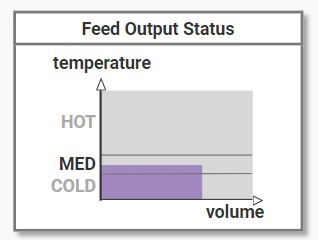 Feed Output Status
temperature
HOT
MED
COLD
volume